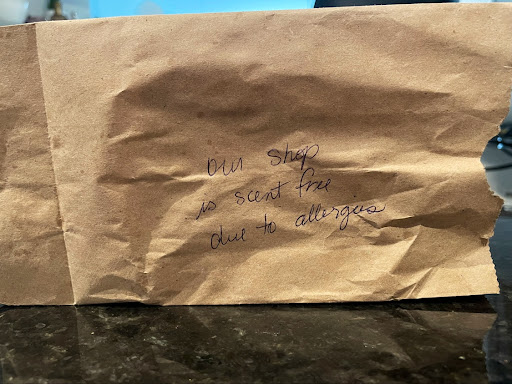 Our shop
is scent free
due to allergies